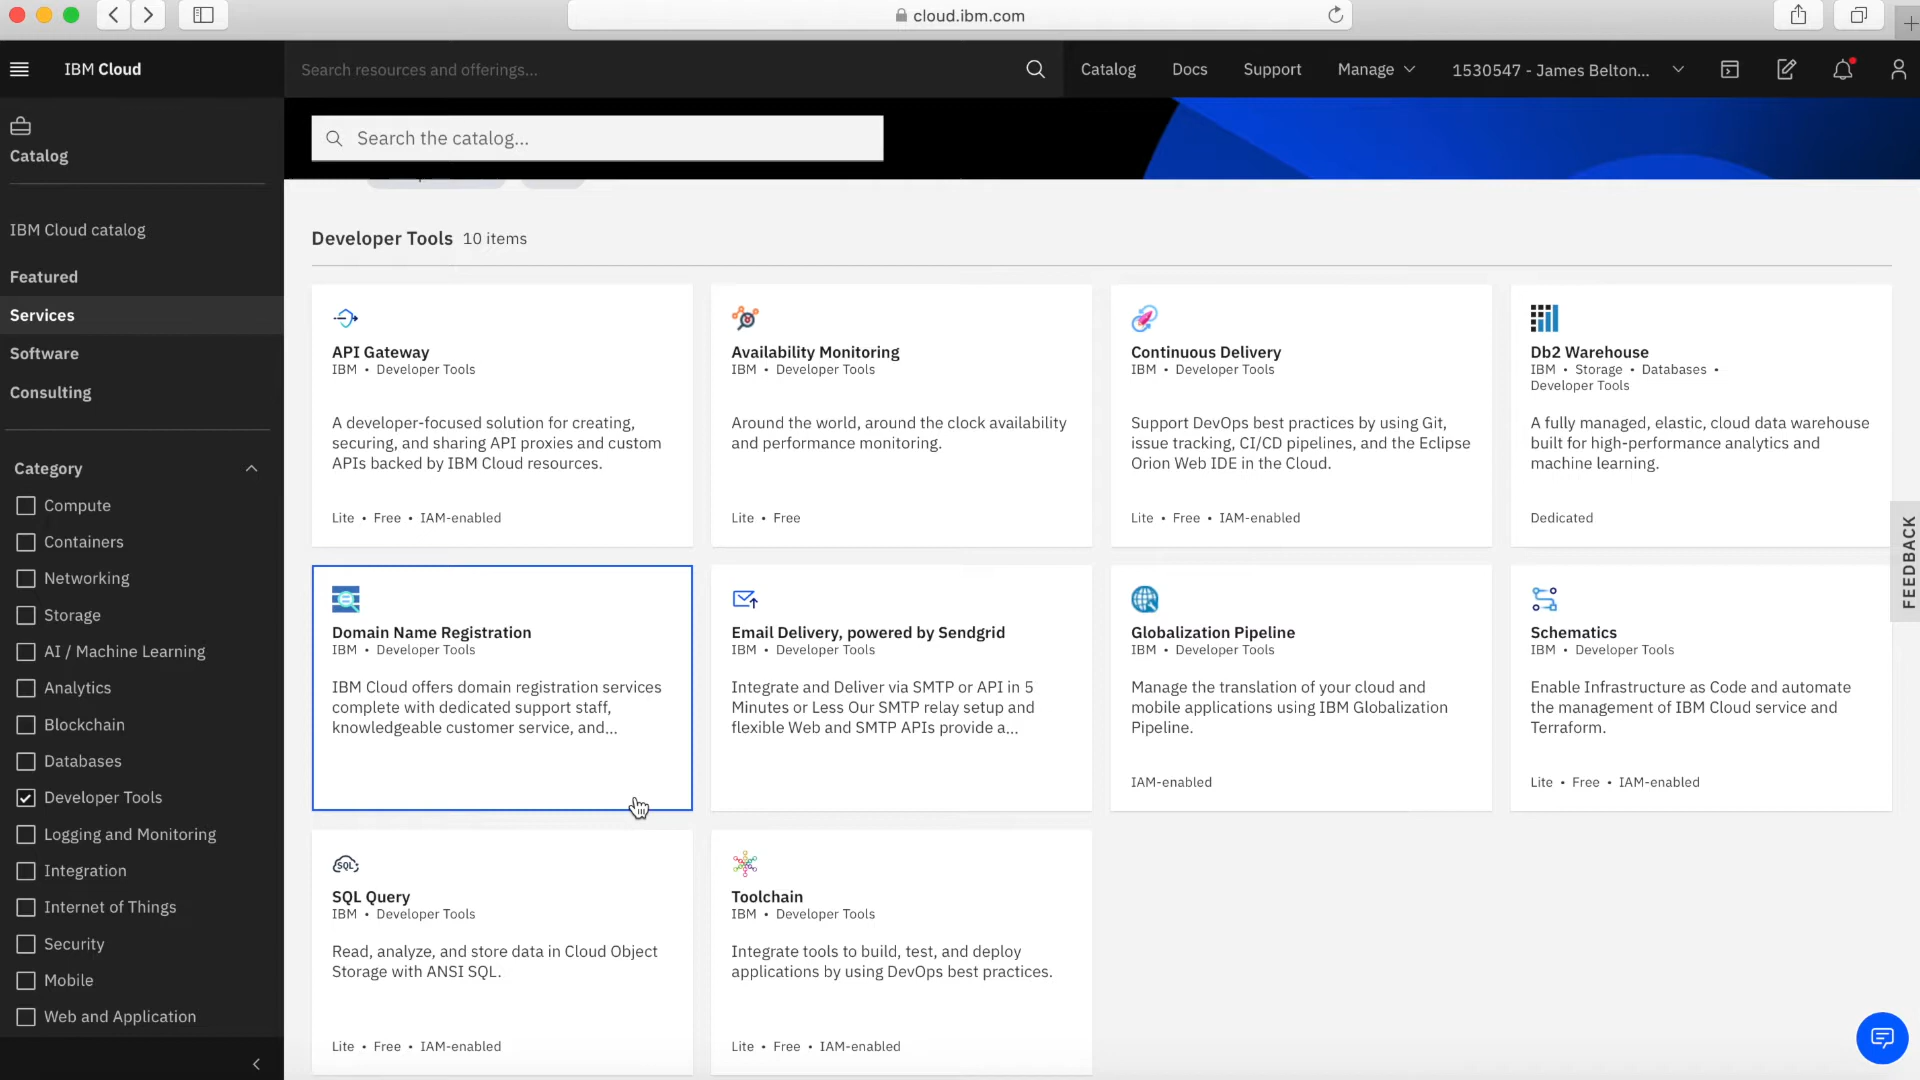 cloud.ibm.com
IBM Cloud
Search resources and offerings...
Catalog
Docs
Support
Manage
1530547 - James Belton...
Catalog
Search the catalog...
IBM Cloud catalog
Featured
Services
Software
Consulting
Category
Compute
Containers
Networking
Storage
AI / Machine Learning
Analytics
Blockchain
Databases
Developer Tools
Logging and Monitoring
Integration
Internet of Things
Security
Mobile
Web and Application
Developer Tools 10 items
API Gateway
IBM • Developer Tools
A developer-focused solution for creating,
securing, and sharing API proxies and custom
APIs backed by IBM Cloud resources.
Lite • Free • IAM-enabled
Availability Monitoring
IBM • Developer Tools
Around the world, around the clock availability
and performance monitoring.
Lite • Free
Continuous Delivery
IBM • Developer Tools
Support DevOps best practices by using Git,
issue tracking, CI/CD pipelines, and the Eclipse
Orion Web IDE in the Cloud.
Lite • Free • IAM-enabled
Db2 Warehouse
IBM • Storage • Databases •
Developer Tools
A fully managed, elastic, cloud data warehouse
built for high-performance analytics and
machine learning.
Dedicated
Domain Name Registration
IBM • Developer Tools
IBM Cloud offers domain registration services
complete with dedicated support staff,
knowledgeable customer service, and...
Email Delivery, powered by Sendgrid
IBM • Developer Tools
Integrate and Deliver via SMTP or API in 5
Minutes or Less Our SMTP relay setup and
flexible Web and SMTP APIs provide a...
Globalization Pipeline
IBM • Developer Tools
Manage the translation of your cloud and
mobile applications using IBM Globalization
Pipeline.
IAM-enabled
Schematics
IBM • Developer Tools
Enable Infrastructure as Code and automate
the management of IBM Cloud service and
Terraform.
Lite • Free • IAM-enabled
SQL
SQL Query
IBM • Developer Tools
Read, analyze, and store data in Cloud Object
Storage with ANSI SQL.
Lite • Free • IAM-enabled
Toolchain
IBM • Developer Tools
Integrate tools to build, test, and deploy
applications by using DevOps best practices.
Lite • Free • IAM-enabled
FEEDBACK